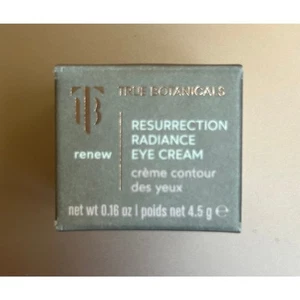 TRUE BOTANICALS
TB
renew
RESURRECTION
RADIANCE
EYE CREAM
crème contour
des yeux
net wt 0.16 oz | poids net 4.5 g ℮